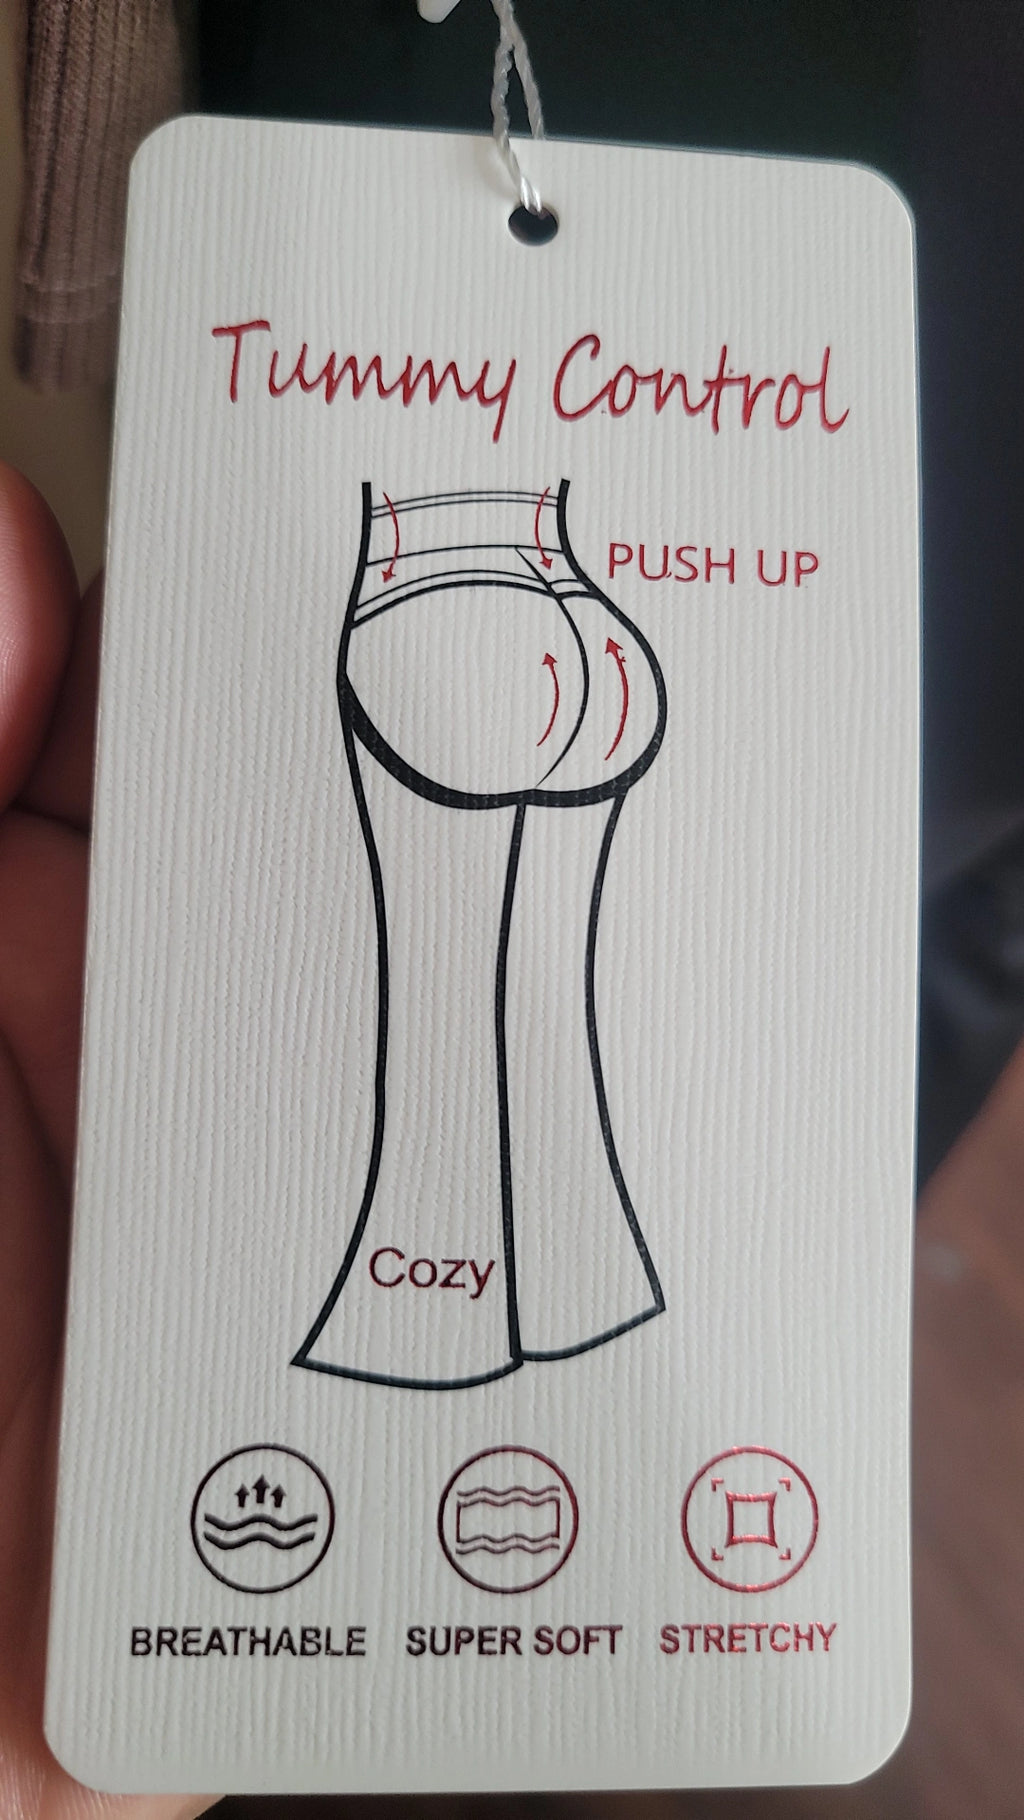 Tummy Control
PUSH UP
Cozy
BREATHABLE SUPER SOFT STRETCHY